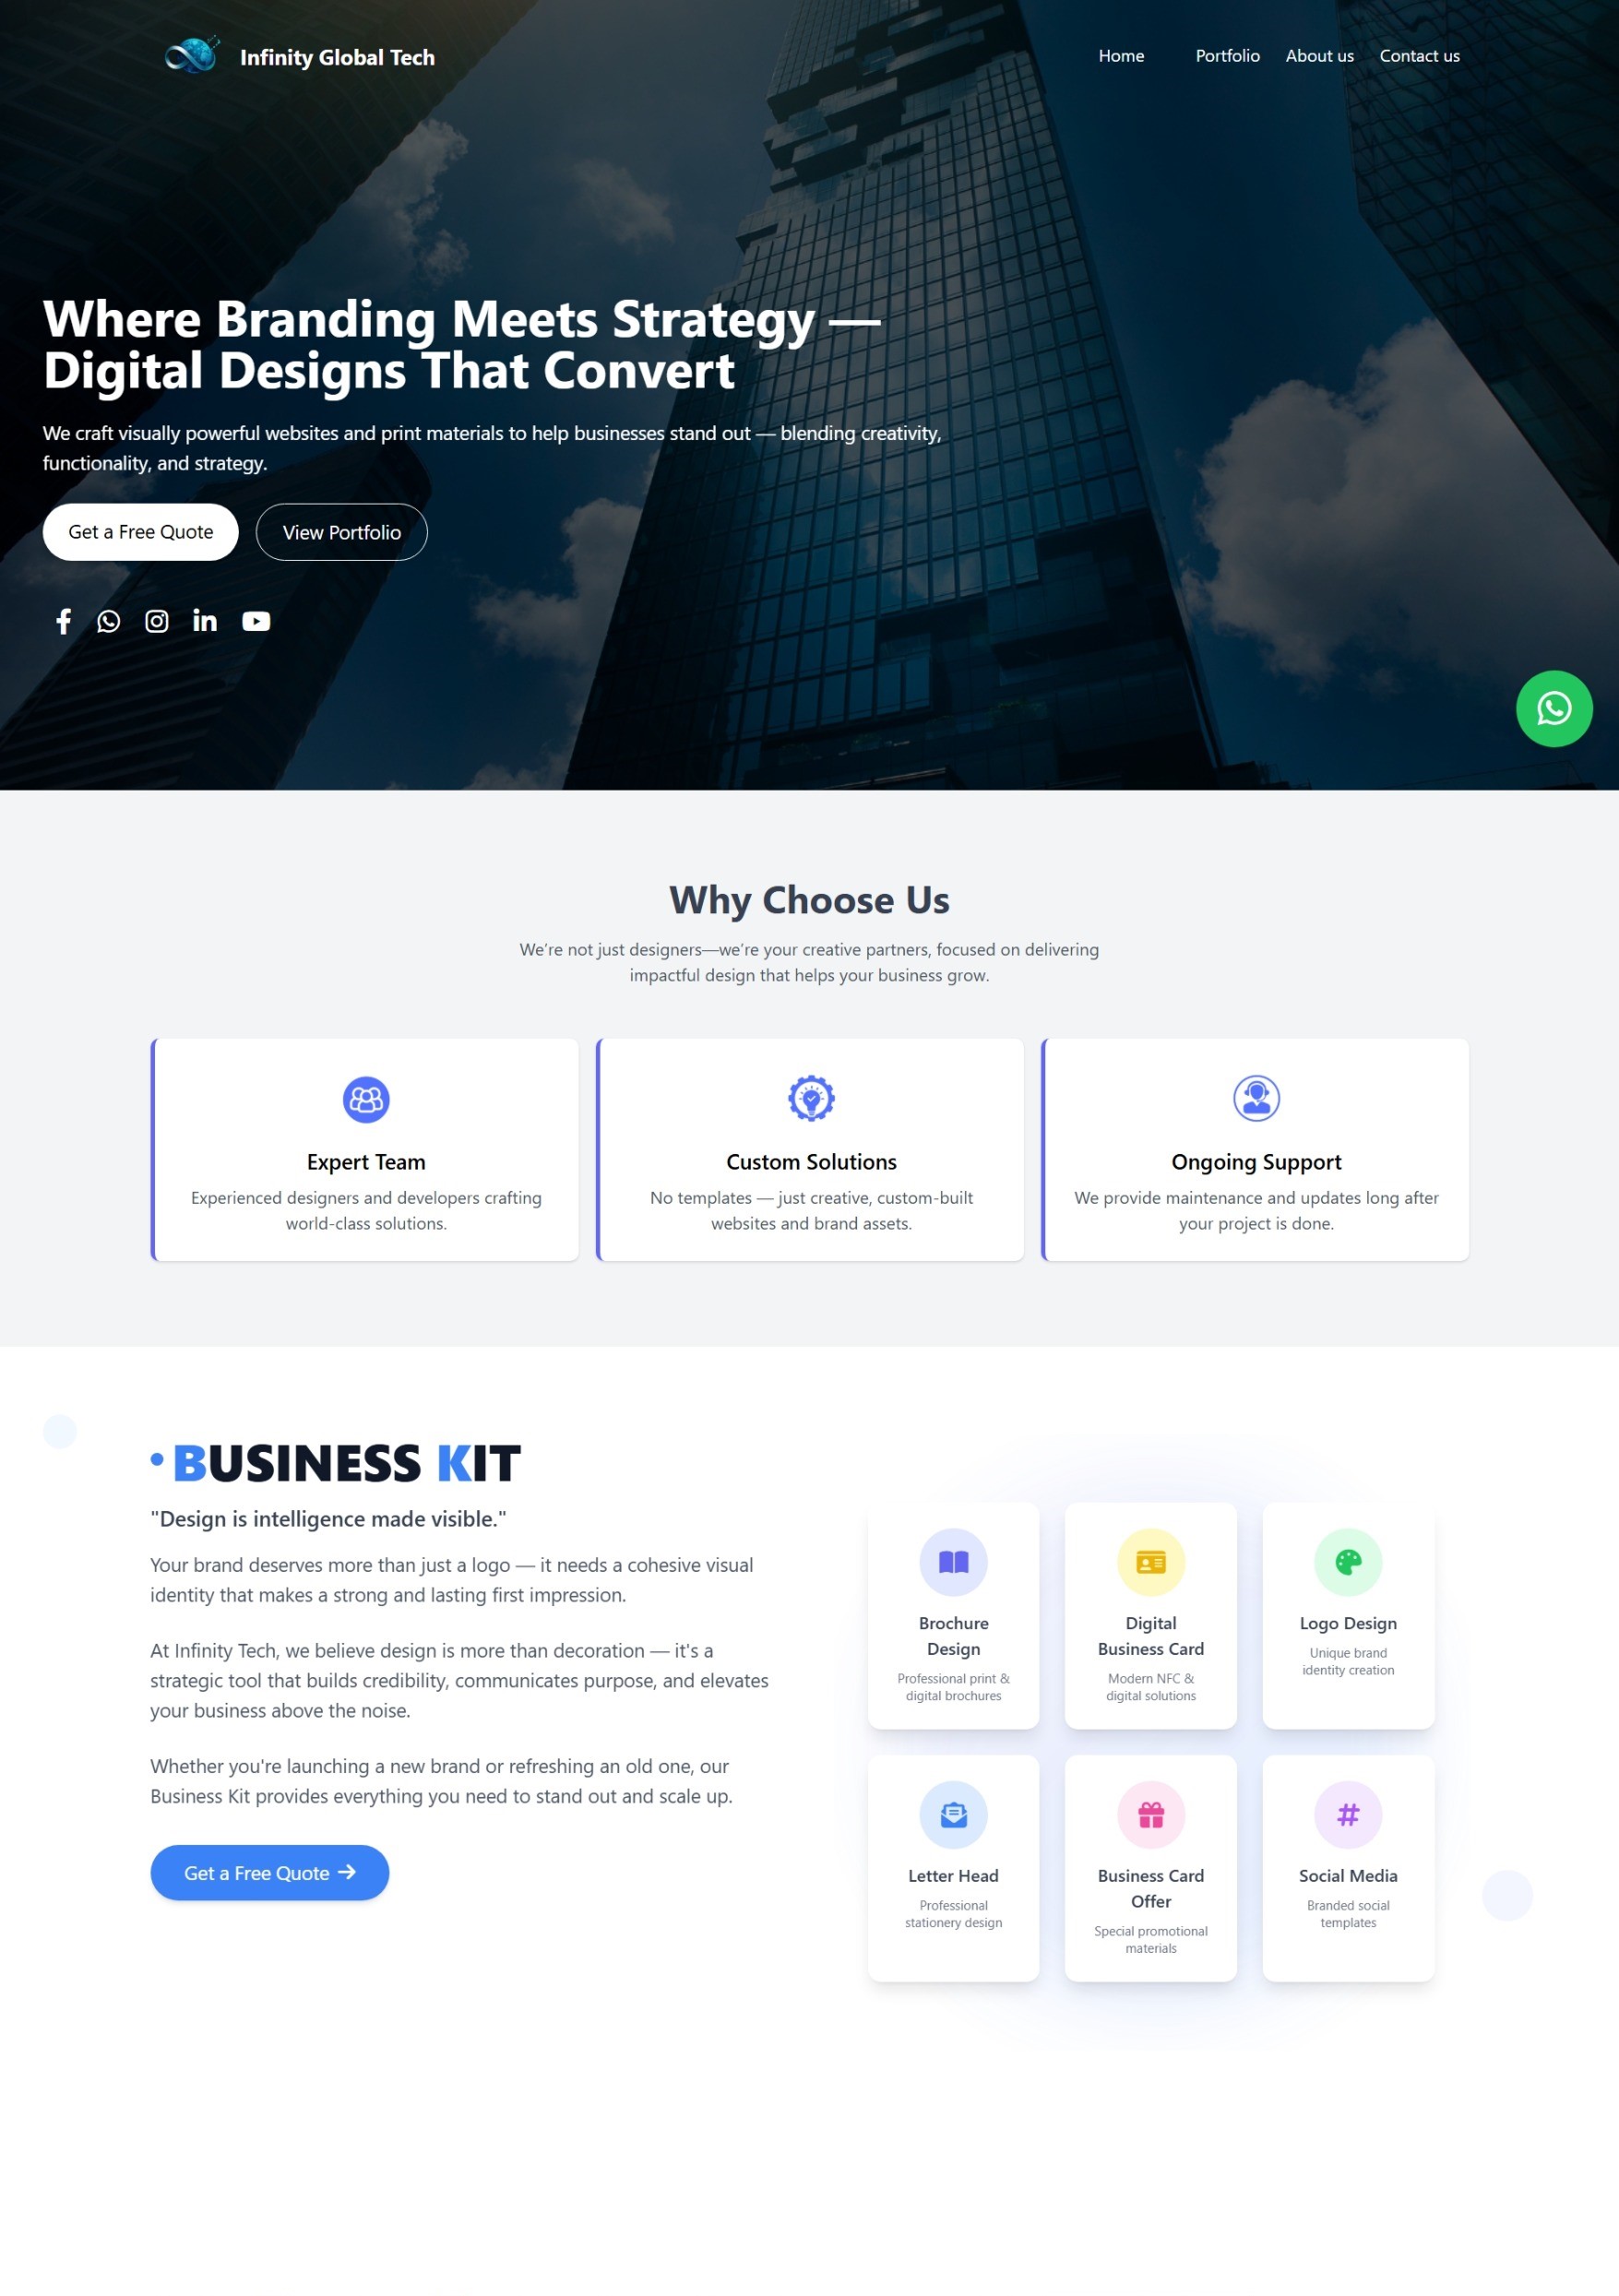 Infinity Global Tech
Home Portfolio About us Contact us
Where Branding Meets Strategy —
Digital Designs That Convert
We craft visually powerful websites and print materials to help businesses stand out — blending creativity,
functionality, and strategy.
Get a Free Quote View Portfolio
Why Choose Us
We’re not just designers—we’re your creative partners, focused on delivering
impactful design that helps your business grow.
Expert Team
Experienced designers and developers crafting
world-class solutions.
Custom Solutions
No templates — just creative, custom-built
websites and brand assets.
Ongoing Support
We provide maintenance and updates long after
your project is done.
BUSINESS KIT
"Design is intelligence made visible."
Your brand deserves more than just a logo — it needs a cohesive visual
identity that makes a strong and lasting first impression.
At Infinity Tech, we believe design is more than decoration — it's a
strategic tool that builds credibility, communicates purpose, and elevates
your business above the noise.
Whether you're launching a new brand or refreshing an old one, our
Business Kit provides everything you need to stand out and scale up.
Get a Free Quote
Brochure
Design
Professional print &
digital brochures
Digital
Business Card
Modern NFC &
digital solutions
Logo Design
Unique brand
identity creation
Letter Head
Professional
stationery design
Business Card
Offer
Special promotional
materials
Social Media
Branded social
templates